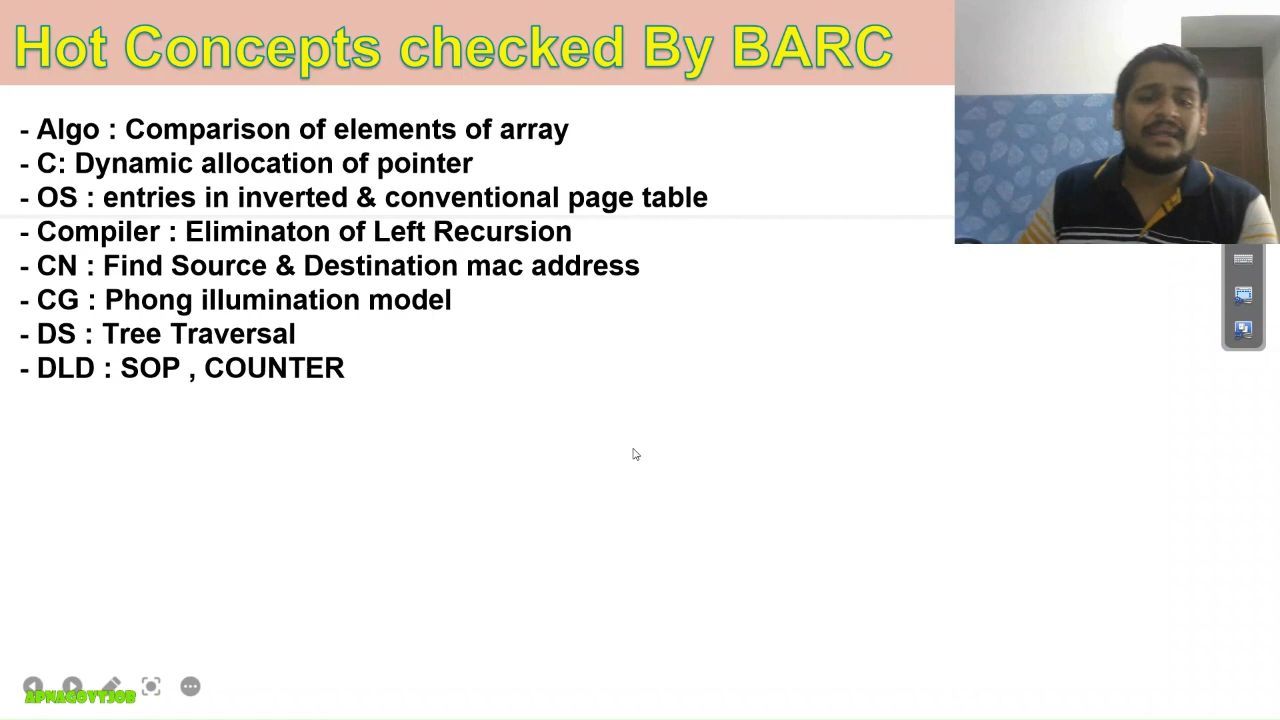 Hot Concepts checked By BARC
- Algo : Comparison of elements of array
- C: Dynamic allocation of pointer
- OS : entries in inverted & conventional page table
- Compiler : Eliminaton of Left Recursion
- CN : Find Source & Destination mac address
- CG : Phong illumination model
- DS : Tree Traversal
- DLD : SOP , COUNTER
APNAGOVTJOB